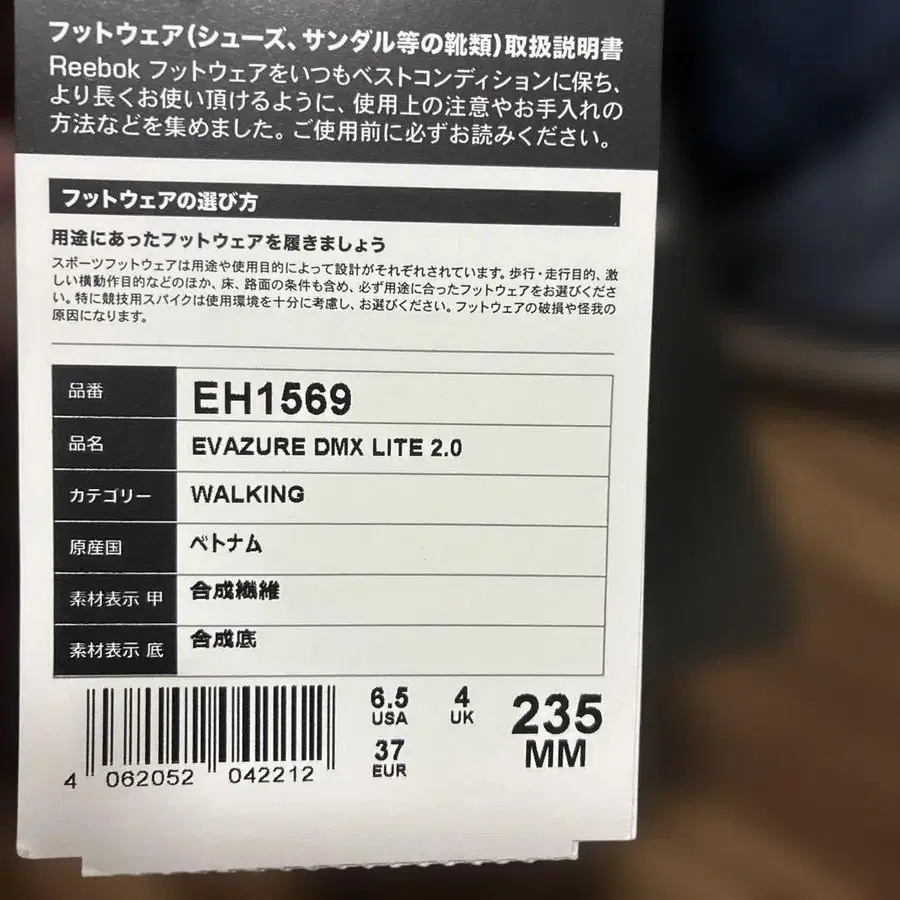 フットウェア(シューズ、サンダル等の靴類)取扱説明書
Reebok フットウェアをいつもベストコンディションに保ち、
より長くお使い頂けるように、使用上の注意やお手入れの
方法などを集めました。ご使用前に必ずお読みください。
フットウェアの選び方
用途にあったフットウェアを履きましょう
スポーツフットウェアは用途や使用目的によって設計がそれぞれされています。歩行・走行目的、激
しい横動作目的などのほか、床、路面の条件も含め、必ず用途に合ったフットウェアをお選びくださ
い。特に競技用スパイクは使用環境を十分に考慮し、お選びください。フットウェアの破損や怪我の
原因になります。
品番 EH1569
品名 EVAZURE DMX LITE 2.0
カテゴリー WALKING
原産国 ベトナム
素材表示 甲 合成繊維
素材表示 底 合成底
6.5 4 235
USA UK MM
37
EUR
4 062052 042212